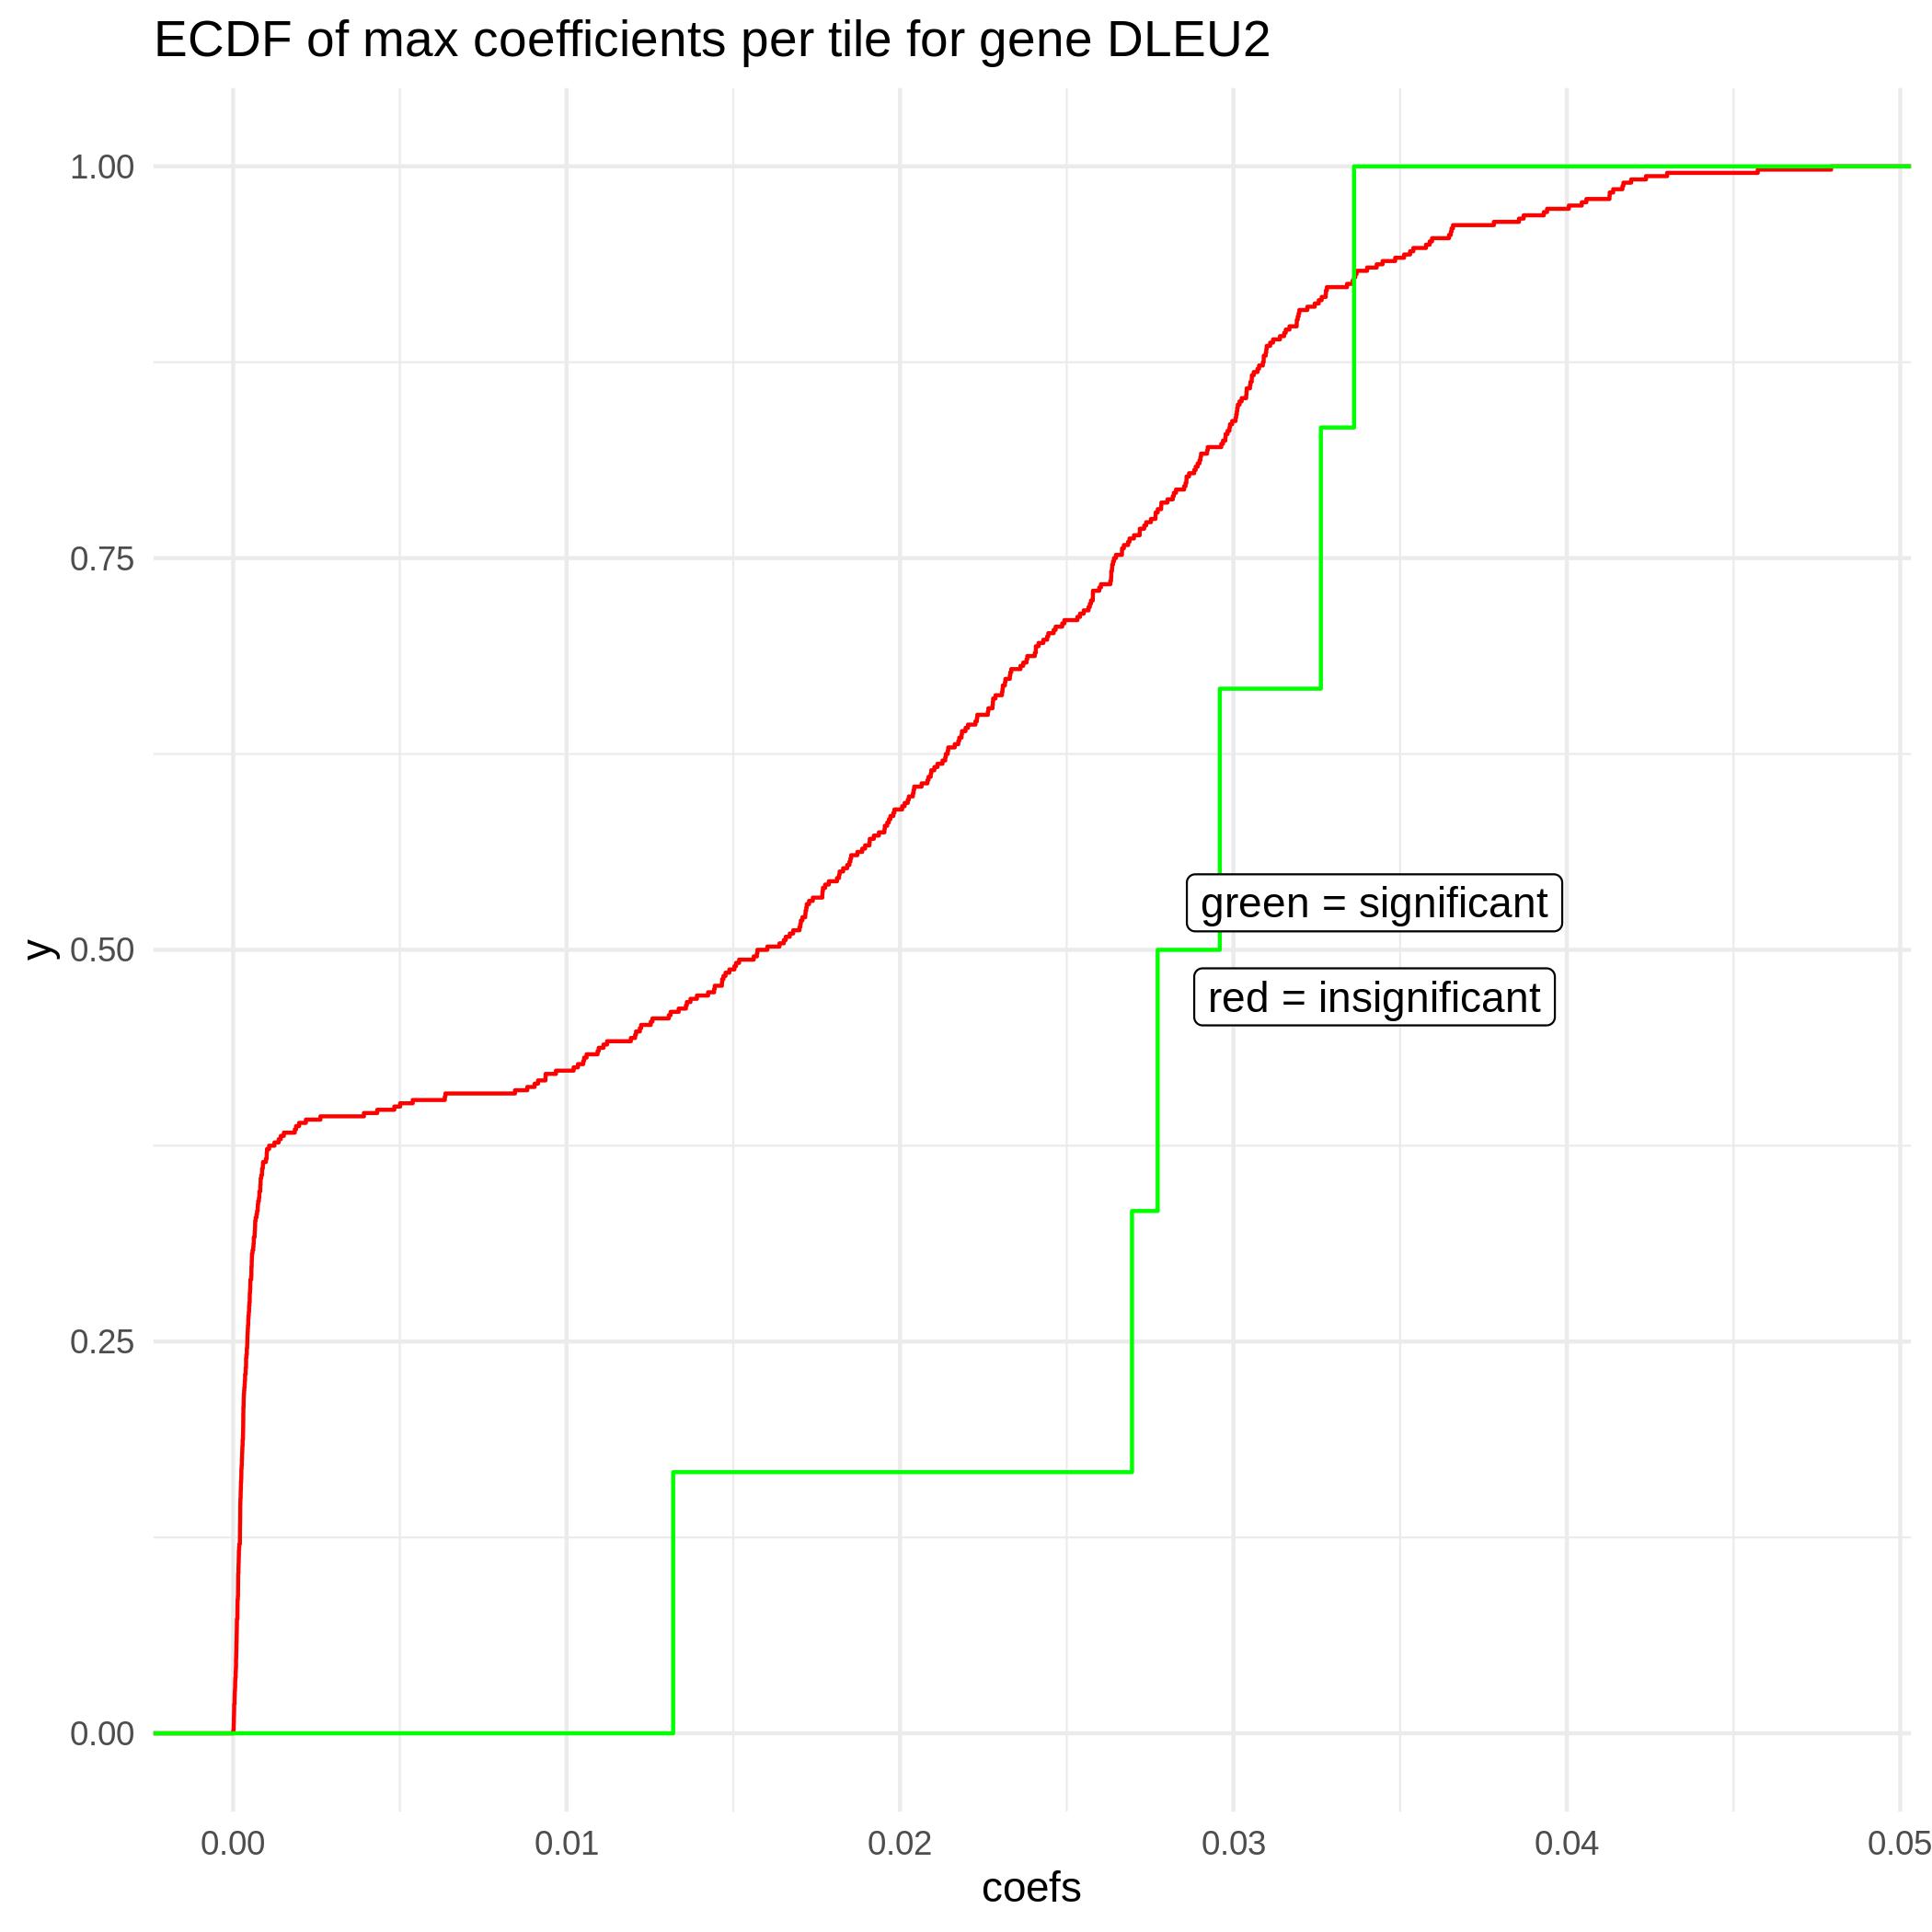 ECDF of max coefficients per tile for gene DLEU2
1.00
0.75
0.50
0.25
0.00
y
green = significant
red = insignificant
0.00 0.01 0.02 0.03 0.04 0.05
coefs